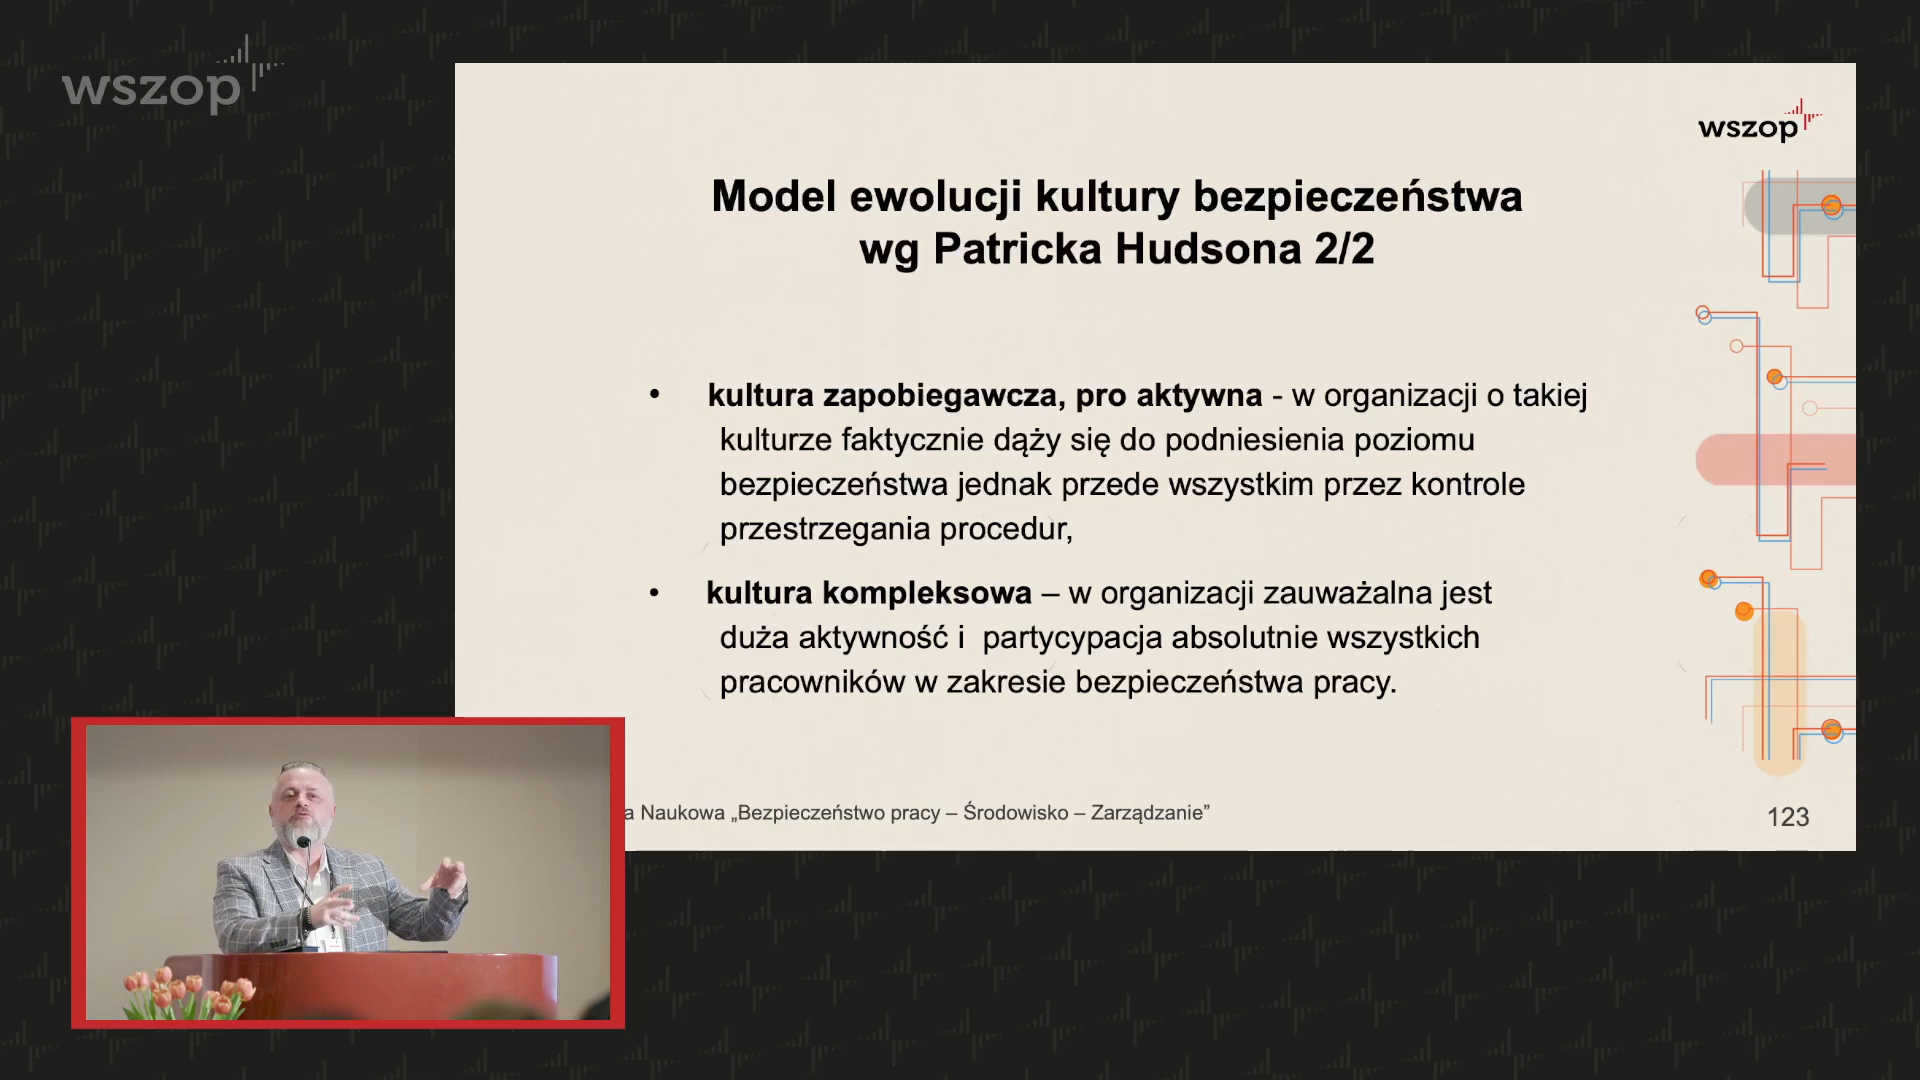 wszop
wszop
Model ewolucji kultury bezpieczeństwa
wg Patricka Hudsona 2/2
• kultura zapobiegawcza, pro aktywna - w organizacji o takiej
kulturze faktycznie dąży się do podniesienia poziomu
bezpieczeństwa jednak przede wszystkim przez kontrole
przestrzegania procedur,
• kultura kompleksowa – w organizacji zauważalna jest
duża aktywność i partycypacja absolutnie wszystkich
pracowników w zakresie bezpieczeństwa pracy.
a Naukowa „Bezpieczeństwo pracy – Środowisko – Zarządzanie”
123